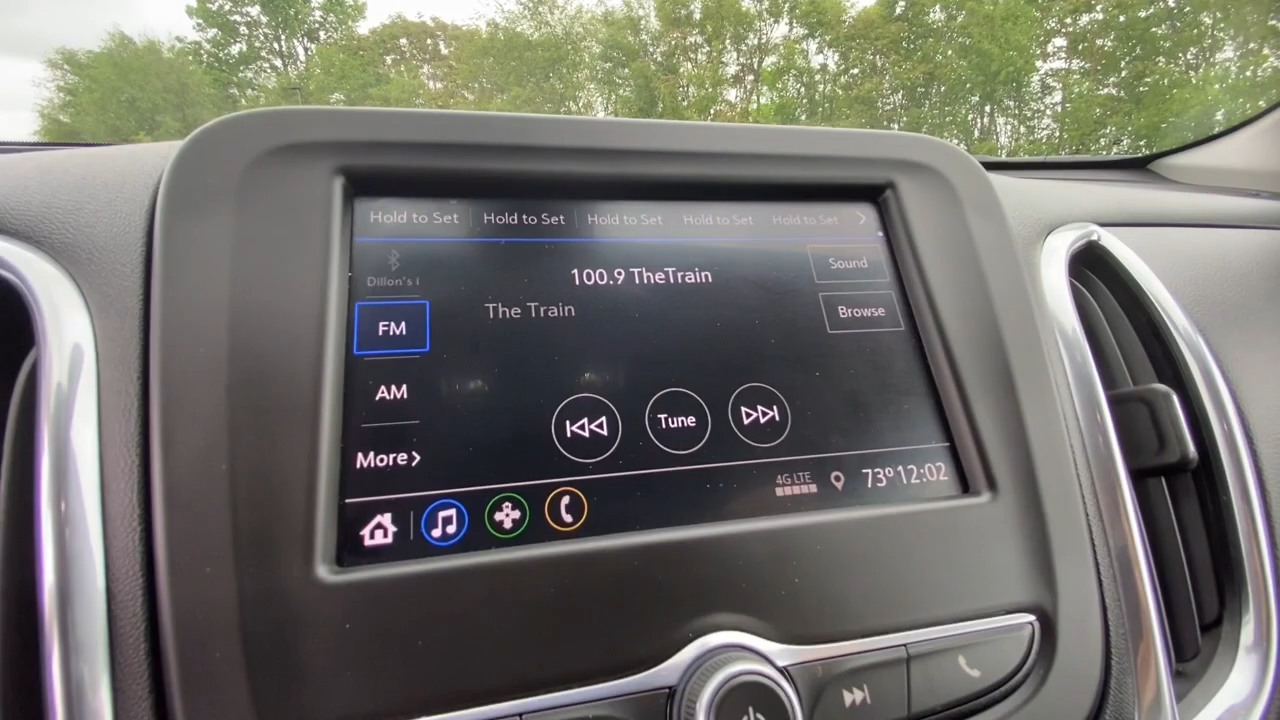 Hold to Set Hold to Set Hold to Set Hold to Set Hold to Set
Dillon's i
100.9 TheTrain
Sound
The Train
Browse
FM
AM
Tune
More
4G LTE
73° 12:02